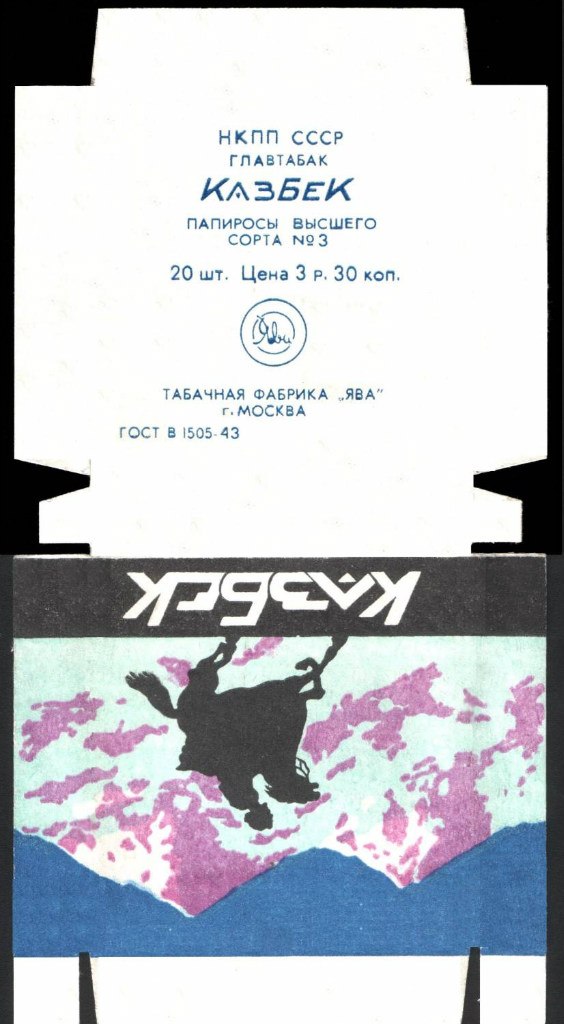 НКПП СССР
ГЛАВТАБАК
КАЗБЕК
ПАПИРОСЫ ВЫСШЕГО
СОРТА №3
20 шт. Цена 3 р. 30 коп.
Ява
ТАБАЧНАЯ ФАБРИКА „ЯВА"
г. МОСКВА
ГОСТ В 1505-43
КАЗБЕК